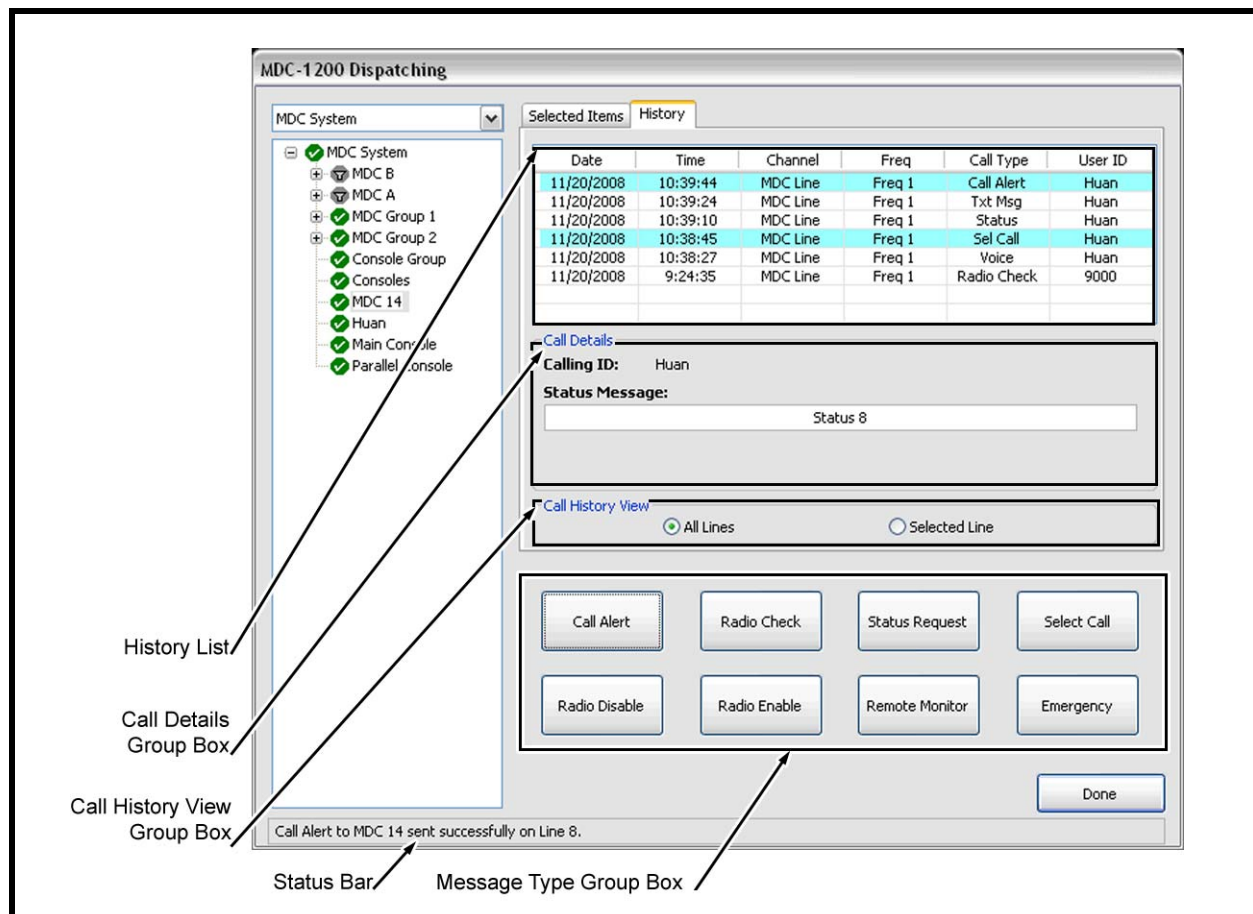 MDC-1200 Dispatching
MDC System
MDC System
MDC B
MDC A
MDC Group 1
MDC Group 2
Console Group
Consoles
MDC 14
Huan
Main Console
Parallel Console
Selected Items History
Date Time Channel Freq Call Type User ID
11/20/2008 10:39:44 MDC Line Freq 1 Call Alert Huan
11/20/2008 10:39:24 MDC Line Freq 1 Txt Msg Huan
11/20/2008 10:39:10 MDC Line Freq 1 Status Huan
11/20/2008 10:38:45 MDC Line Freq 1 Sel Call Huan
11/20/2008 10:38:27 MDC Line Freq 1 Voice Huan
11/20/2008 9:24:35 MDC Line Freq 1 Radio Check 9000
Call Details
Calling ID: Huan
Status Message:
Status 8
Call History View
All Lines Selected Line
Call Alert Radio Check Status Request Select Call
Radio Disable Radio Enable Remote Monitor Emergency
Done
Call Alert to MDC 14 sent successfully on Line 8.
History List
Call Details
Group Box
Call History View
Group Box
Status Bar
Message Type Group Box